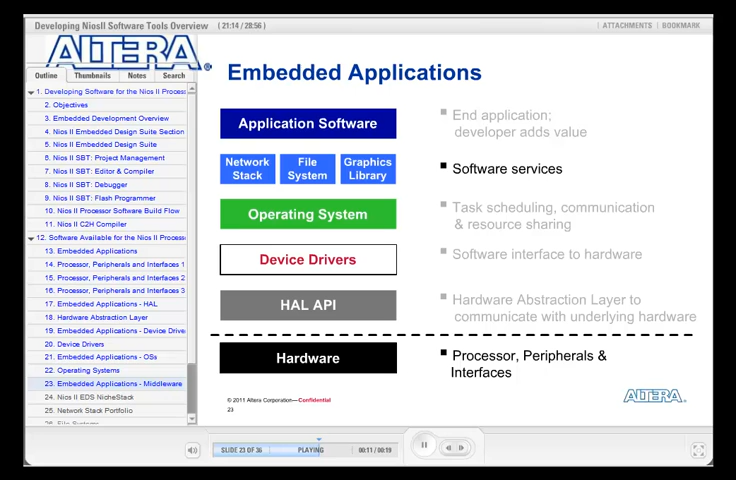 Developing NiosII Software Tools Overview ( 21:14 / 28:56 )
ATTACHMENTS | BOOKMARK
ALTERA®
Outline Thumbnails Notes Search
1. Developing Software for the Nios II Process
2. Objectives
3. Embedded Development Overview
4. Nios II Embedded Design Suite Section
5. Nios II Embedded Design Suite
6. Nios II SBT: Project Management
7. Nios II SBT: Editor & Compiler
8. Nios II SBT: Debugger
9. Nios II SBT: Flash Programmer
10. Nios II Processor Software Build Flow
11. Nios II C2H Compiler
12. Software Available for the Nios II Process
13. Embedded Applications
14. Processor, Peripherals and Interfaces 1
15. Processor, Peripherals and Interfaces 2
16. Processor, Peripherals and Interfaces 3
17. Embedded Applications - HAL
18. Hardware Abstraction Layer
19. Embedded Applications - Device Drive
20. Device Drivers
21. Embedded Applications - OSs
22. Operating Systems
23. Embedded Applications - Middleware
24. Nios II EDS NicheStack
25. Network Stack Portfolio
26. File Systems
Embedded Applications
Application Software
End application;
developer adds value
Network
Stack
File
System
Graphics
Library
Software services
Operating System
Task scheduling, communication
& resource sharing
Device Drivers
Software interface to hardware
HAL API
Hardware Abstraction Layer to
communicate with underlying hardware
Hardware
Processor, Peripherals &
Interfaces
© 2011 Altera Corporation—Confidential
23
ALTERA.
SLIDE 23 OF 36 PLAYING 00:11 / 00:19